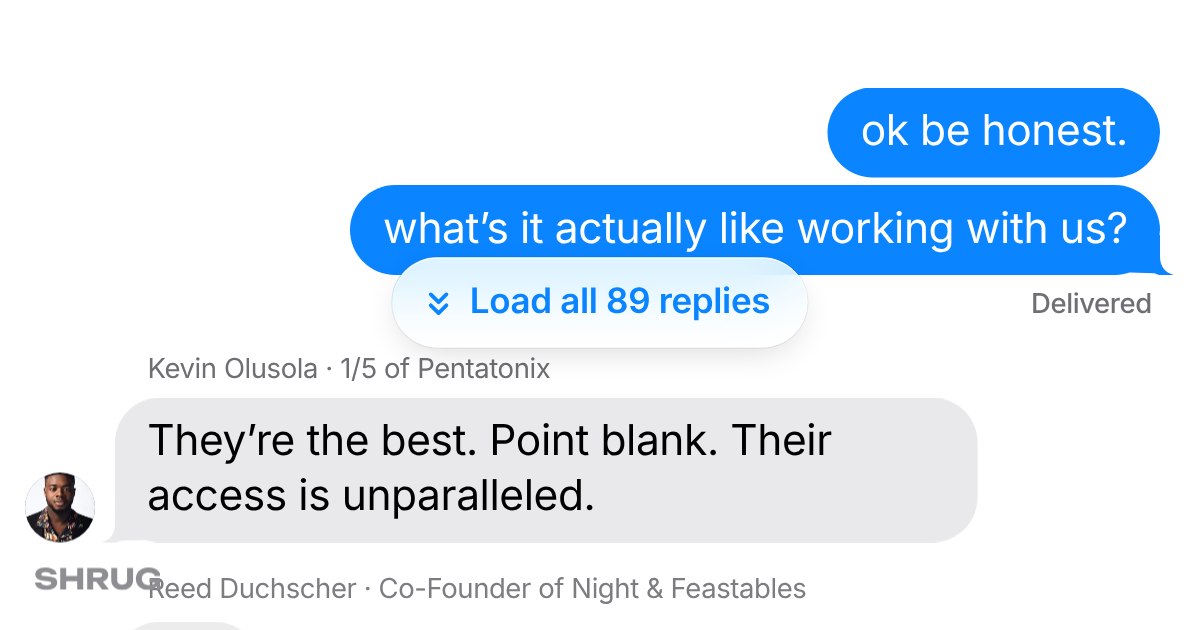 ok be honest.
what’s it actually like working with us?
Load all 89 replies
Delivered
Kevin Olusola · 1/5 of Pentatonix
They’re the best. Point blank. Their
access is unparalleled.
SHRUG
Reed Duchscher · Co-Founder of Night & Feastables